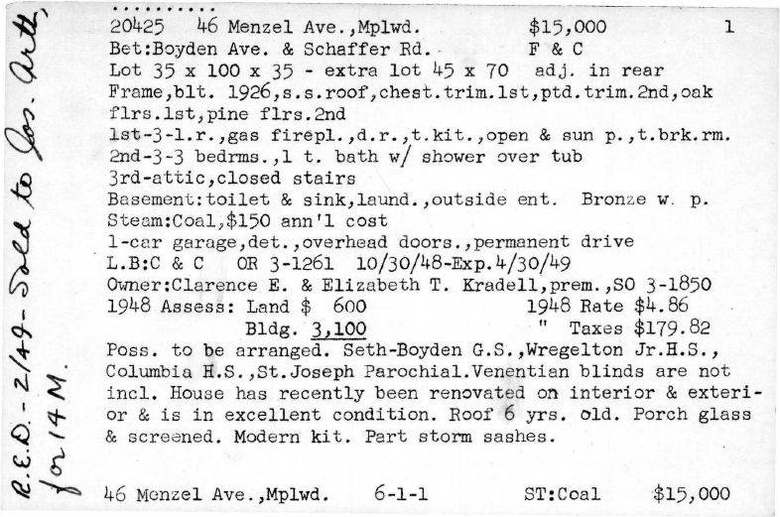 20425 46 Menzel Ave.,Mplwd. $15,000 1
Bet:Boyden Ave. & Schaffer Rd. F & C
Lot 35 x 100 x 35 - extra lot 45 x 70 adj. in rear
Frame,blt. 1926,s.s.roof,chest.trim.1st,ptd.trim.2nd,oak
flrs.1st,pine flrs.2nd
1st-3-l.r.,gas firepl.,d.r.,t.kit.,open & sun p.,t.brk.rm.
2nd-3-3 bedrms.,1 t. bath w/ shower over tub
3rd-attic,closed stairs
Basement:toilet & sink,laund.,outside ent. Bronze w. p.
Steam:Coal,$150 ann'l cost
1-car garage,det.,overhead doors.,permanent drive
L.B:C & C OR 3-1261 10/30/48-Exp.4/30/49
Owner:Clarence E. & Elizabeth T. Kradell,prem.,SO 3-1850
1948 Assess: Land $ 600 1948 Rate $4.86
Bldg. 3,100 " Taxes $179.82
Poss. to be arranged. Seth-Boyden G.S.,Wregelton Jr.H.S.,
Columbia H.S.,St.Joseph Parochial.Venentian blinds are not
incl. House has recently been renovated on interior & exteri-
or & is in excellent condition. Roof 6 yrs. old. Porch glass
& screened. Modern kit. Part storm sashes.
46 Menzel Ave.,Mplwd. 6-1-1 ST:Coal $15,000
R.E.D. - 2/49 - Sold to Jos. Arth,
for 14 M.